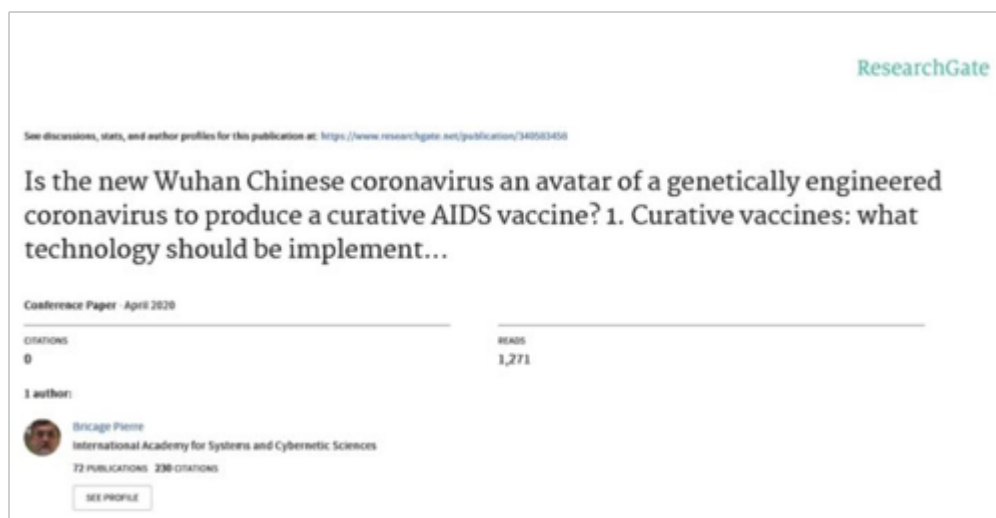 ResearchGate
See discussions, stats, and author profiles for this publication at: https://www.researchgate.net/publication/340583450
Is the new Wuhan Chinese coronavirus an avatar of a genetically engineered
coronavirus to produce a curative AIDS vaccine? 1. Curative vaccines: what
technology should be implement...
Conference Paper · April 2020
CITATIONS
0
READS
1,271
1 author:
Bricage Pierre
International Academy for Systems and Cybernetic Sciences
72 PUBLICATIONS 230 CITATIONS
SEE PROFILE